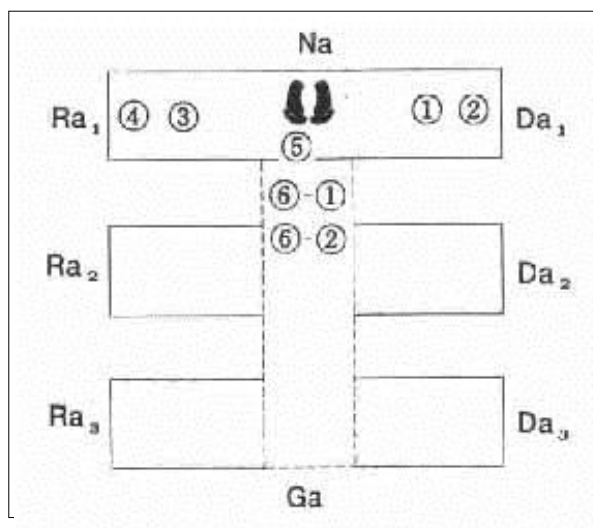 Na
Ra₁ ④ ③ ① ② Da₁
⑤
⑥-①
⑥-②
Ra₂ Da₂
Ra₃ Da₃
Ga